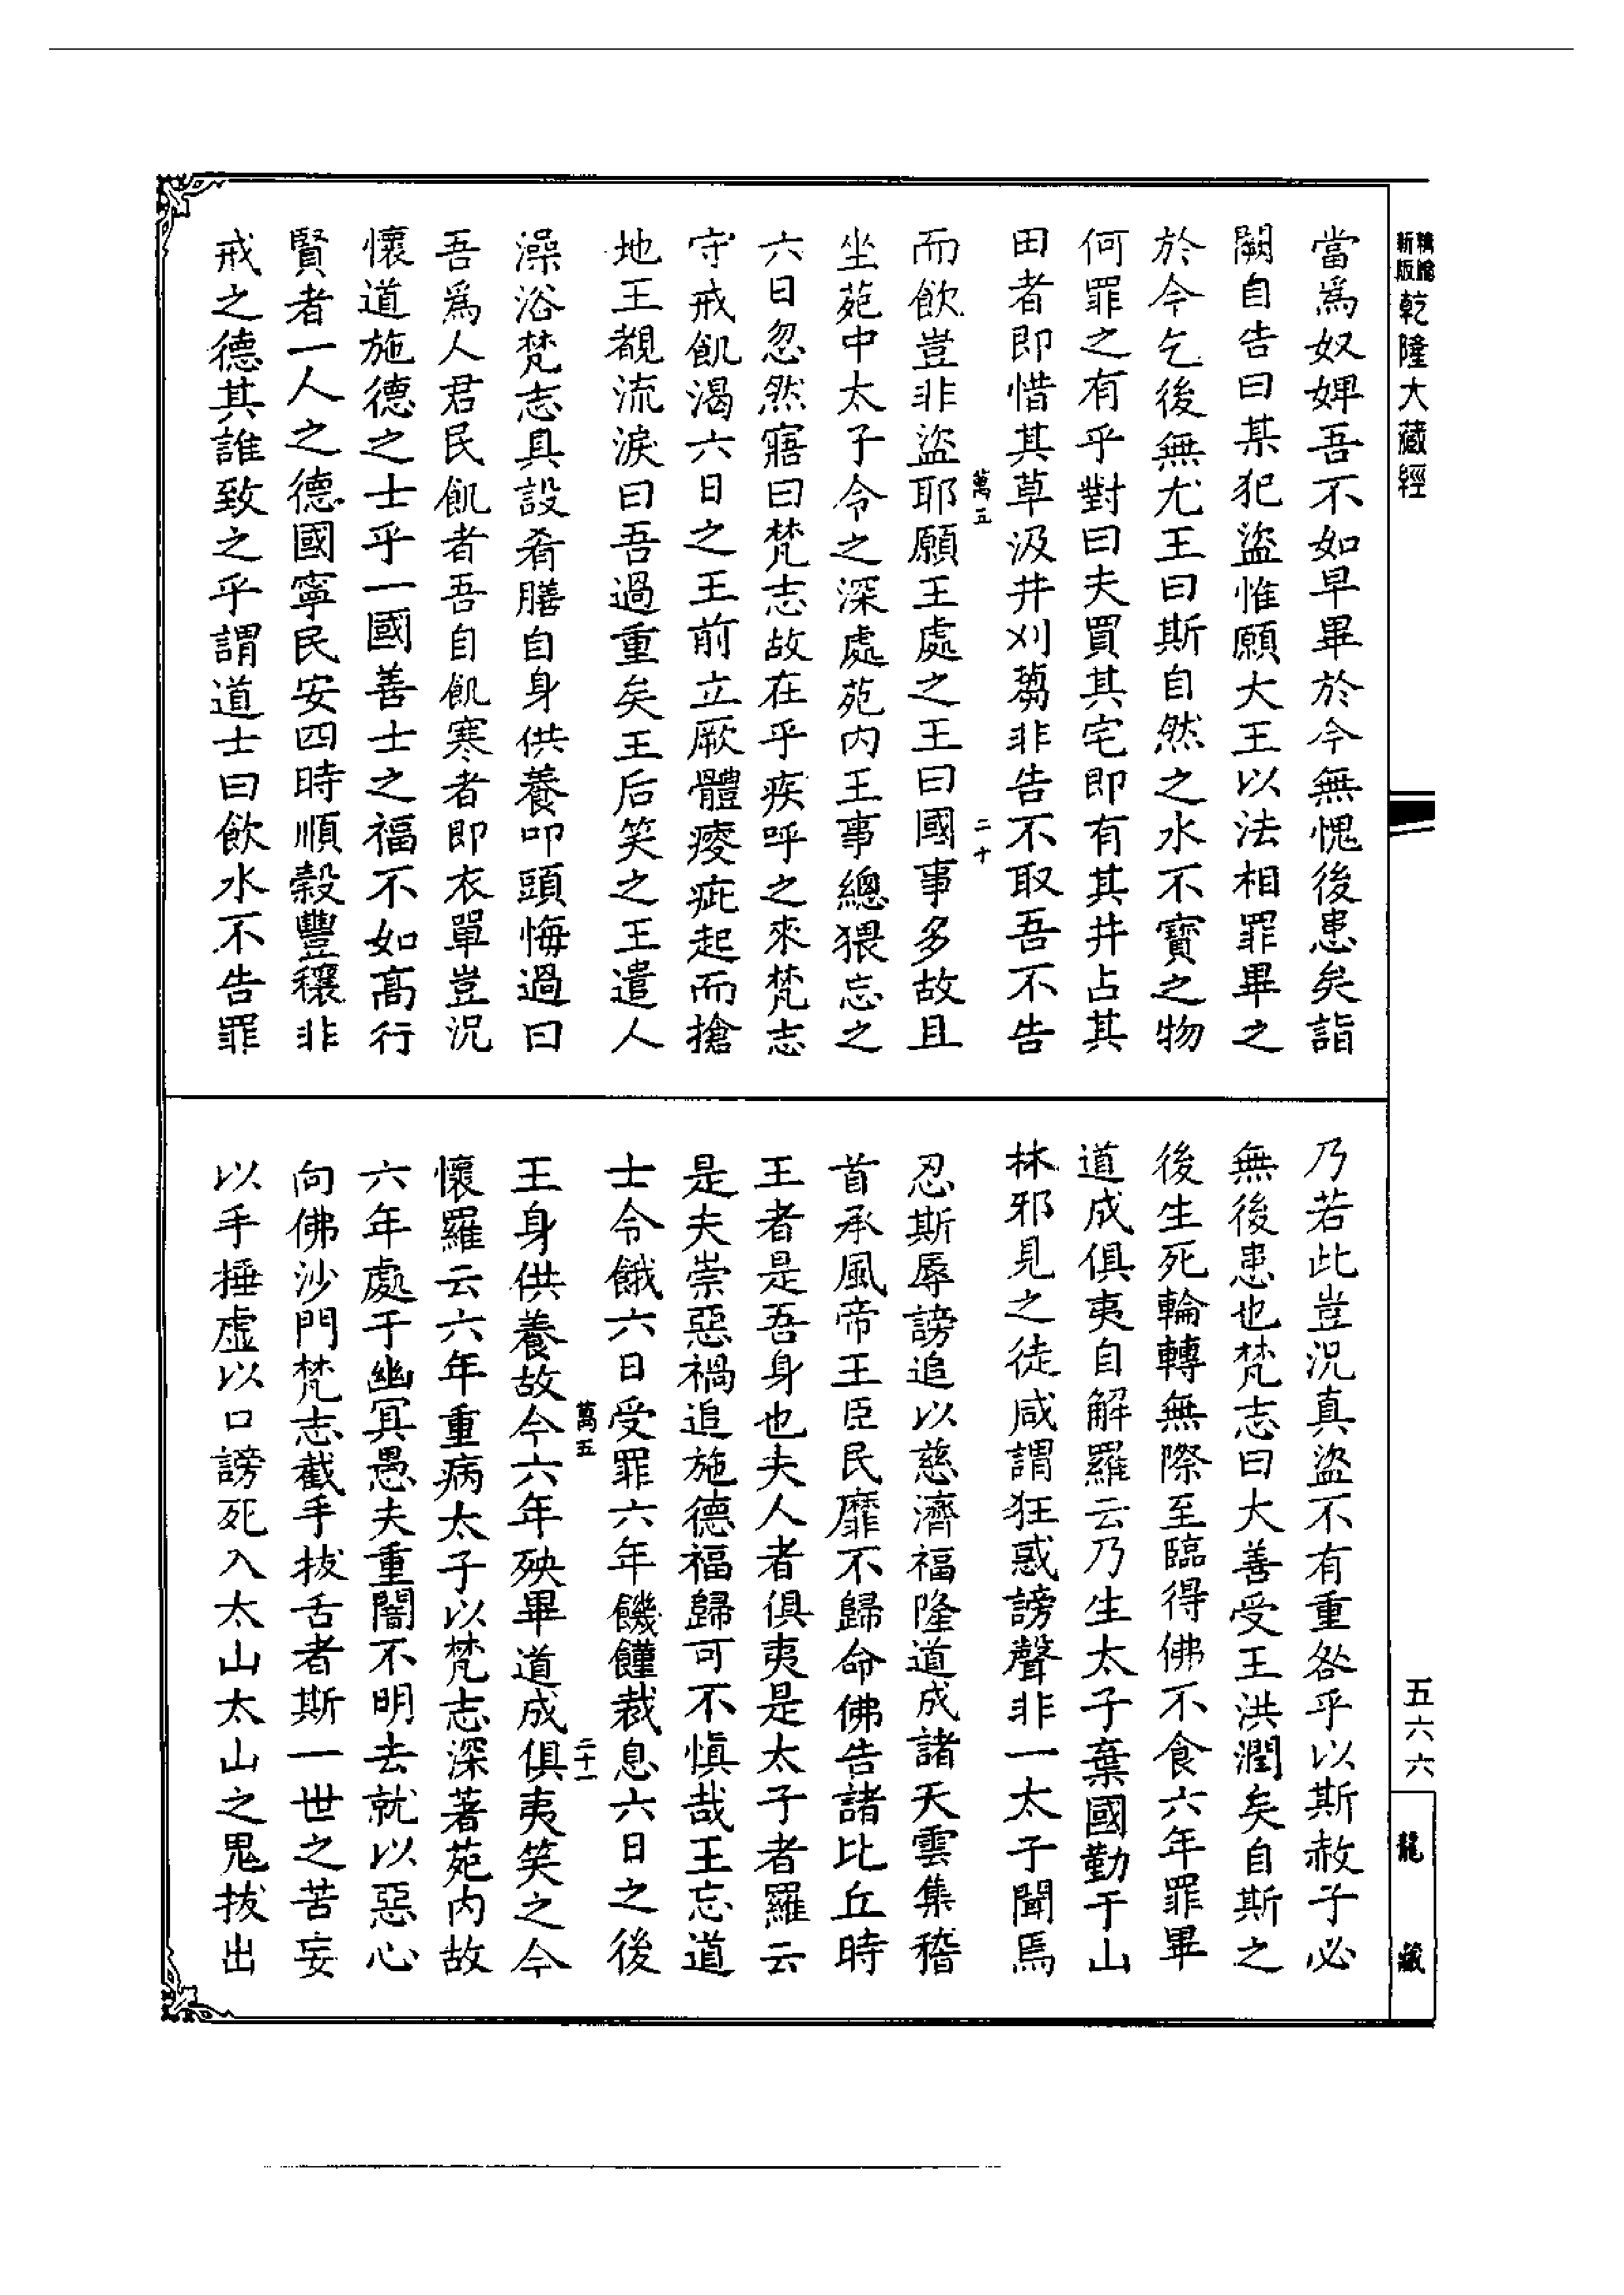 乾隆大藏經
當爲奴婢吾不如早畢於今無愧後患矣詣
闕自告曰某犯盜惟願大王以法相罪畢之
於今乞後無尤王曰斯自然之水不寶之物
何罪之有乎對曰夫買其宅即有其井占其
田者即惜其草汲井刈蒭非告不取吾不告
萬五
二十
而飲豈非盜耶願王處之王曰國事多故且
坐苑中太子令之深處苑内王事總猥忘之
六日忽然寤曰梵志故在乎疾呼之來梵志
守戒飢渴六日之王前立厥體瘦疵起而搶
地王覩流淚曰吾過重矣王后笑之王遣人
澡浴梵志具設肴膳自身供養叩頭悔過曰
吾爲人君民飢者吾自飢寒者即衣單豈況
懷道施德之士乎一國善士之福不如高行
賢者一人之德國寧民安四時順穀豐穰非
戒之德其誰致之乎謂道士曰飲水不告罪
乃若此豈況真盜不有重咎乎以斯赦子必
無後患也梵志曰大善受王洪潤矣自斯之
後生死輪轉無際至臨得佛不食六年罪畢
道成俱夷自解羅云乃生太子棄國勤于山
林邪見之徒咸謂狂惑謗聲非一太子聞焉
忍斯辱謗追以慈濟福隆道成諸天雲集稽
首承風帝王臣民靡不歸命佛告諸比丘時
王者是吾身也夫人者俱夷是太子者羅云
是夫崇惡禍追施德福歸可不慎哉王忘道
士令餓六日受罪六年饑饉裁息六日之後
萬五
二十一
王身供養故今六年殃畢道成俱夷笑之今
懷羅云六年重病太子以梵志深著苑内故
六年處于幽冥愚夫重闇不明去就以惡心
向佛沙門梵志截手拔舌者斯一世之苦妄
以手捶虛以口謗死入太山太山之鬼拔出
五六六
龍藏